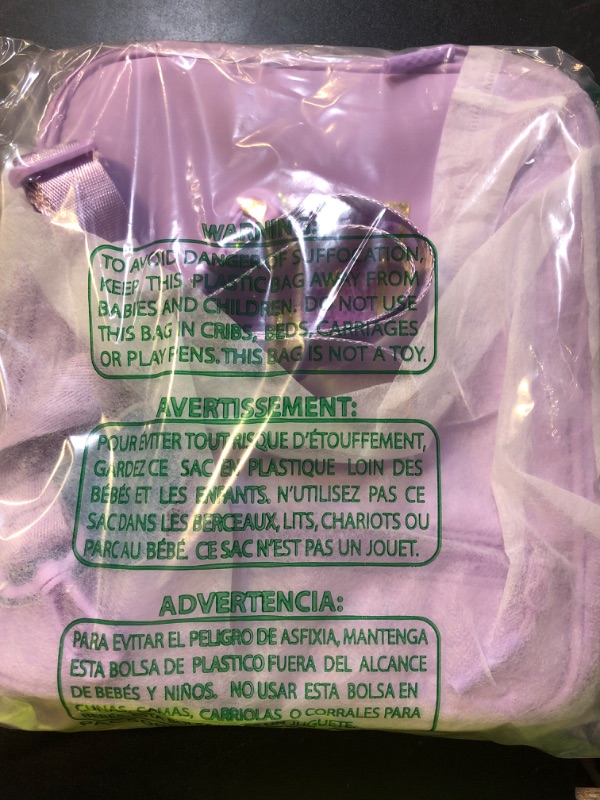 WARNING:
TO AVOID DANGER OF SUFFOCATION,
KEEP THIS PLASTIC BAG AWAY FROM
BABIES AND CHILDREN. DO NOT USE
THIS BAG IN CRIBS, BEDS, CARRIAGES
OR PLAY PENS. THIS BAG IS NOT A TOY.
AVERTISSEMENT:
POUR ÉVITER TOUT RISQUE D'ÉTOUFFEMENT,
GARDEZ CE SAC EN PLASTIQUE LOIN DES
BÉBÉS ET LES ENFANTS. N'UTILISEZ PAS CE
SAC DANS LES BERCEAUX, LITS, CHARIOTS OU
PARC AU BÉBÉ. CE SAC N'EST PAS UN JOUET.
ADVERTENCIA:
PARA EVITAR EL PELIGRO DE ASFIXIA, MANTENGA
ESTA BOLSA DE PLASTICO FUERA DEL ALCANCE
DE BEBÉS Y NIÑOS. NO USAR ESTA BOLSA EN
CUNAS, CAMAS, CARRIOLAS O CORRALES PARA
JUGUETE.